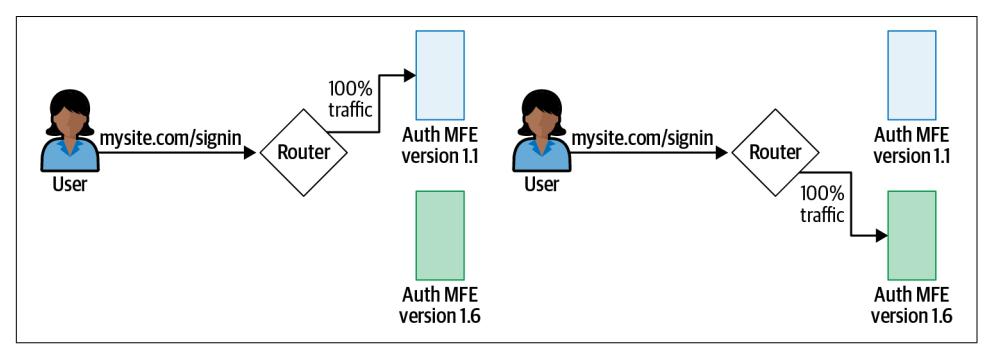 100%
traffic
mysite.com/signin
Router
User
Auth MFE
version 1.1
Auth MFE
version 1.6
mysite.com/signin
Router
User
100%
traffic
Auth MFE
version 1.1
Auth MFE
version 1.6